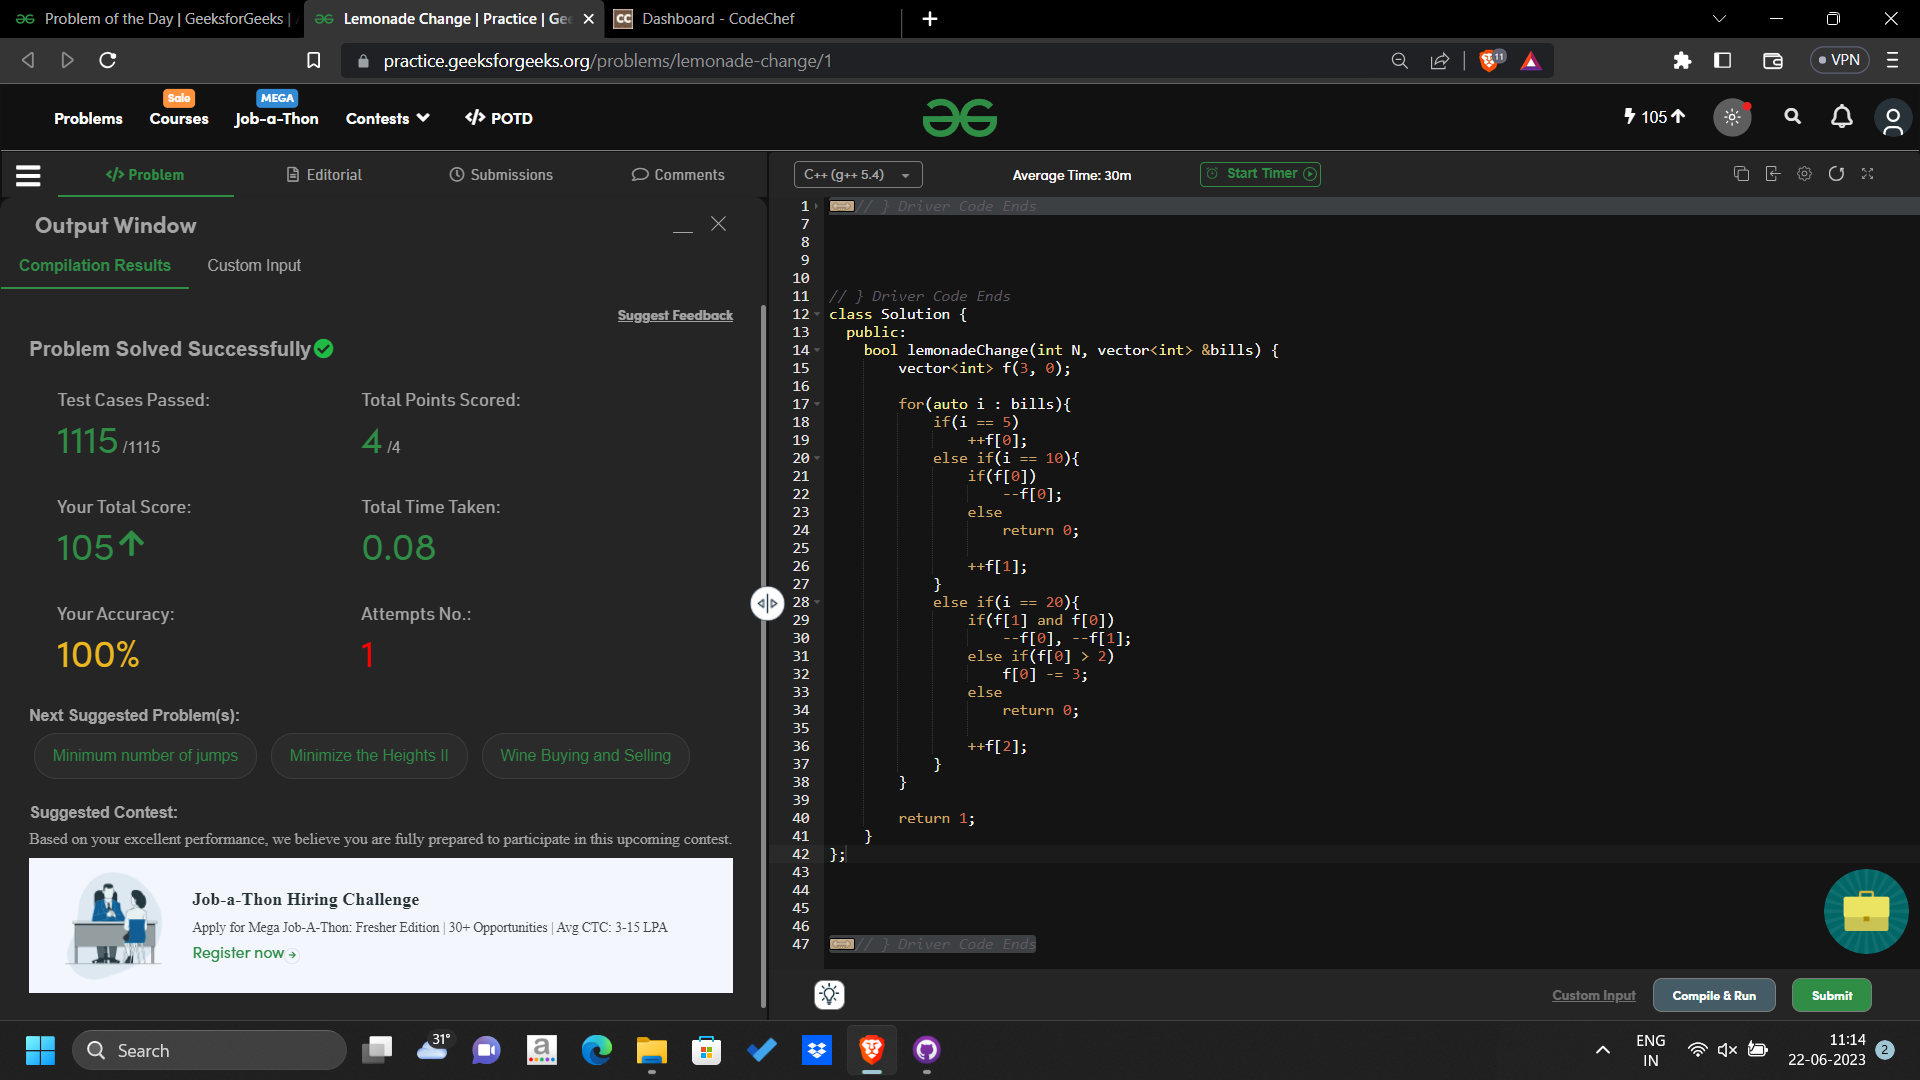 Problem of the Day | GeeksforGeeks |
Lemonade Change | Practice | Gee
CC Dashboard - CodeChef
practice.geeksforgeeks.org/problems/lemonade-change/1
11
VPN
Sale
MEGA
Problems
Courses
Job-a-Thon
Contests
</> POTD
105
</> Problem
Editorial
Submissions
Comments
C++ (g++ 5.4)
Average Time: 30m
Start Timer
Output Window
Compilation Results
Custom Input
Suggest Feedback
Problem Solved Successfully
Test Cases Passed:
Total Points Scored:
1115 /1115
4 /4
Your Total Score:
Total Time Taken:
105
0.08
Your Accuracy:
Attempts No.:
100%
1
Next Suggested Problem(s):
Minimum number of jumps
Minimize the Heights II
Wine Buying and Selling
Suggested Contest:
Based on your excellent performance, we believe you are fully prepared to participate in this upcoming contest.
Job-a-Thon Hiring Challenge
Apply for Mega Job-A-Thon: Fresher Edition | 30+ Opportunities | Avg CTC: 3-15 LPA
Register now
1 // } Driver Code Ends
7
8
9
10
11 // } Driver Code Ends
12 class Solution {
13 public:
14 bool lemonadeChange(int N, vector<int> &bills) {
15 vector<int> f(3, 0);
16
17 for(auto i : bills){
18 if(i == 5)
19 ++f[0];
20 else if(i == 10){
21 if(f[0])
22 --f[0];
23 else
24 return 0;
25
26 ++f[1];
27 }
28 else if(i == 20){
29 if(f[1] and f[0])
30 --f[0], --f[1];
31 else if(f[0] > 2)
32 f[0] -= 3;
33 else
34 return 0;
35
36 ++f[2];
37 }
38 }
39
40 return 1;
41 }
42 };
43
44
45
46
47 // } Driver Code Ends
Custom Input
Compile & Run
Submit
Search
31°
a
ENG
IN
11:14
22-06-2023
2